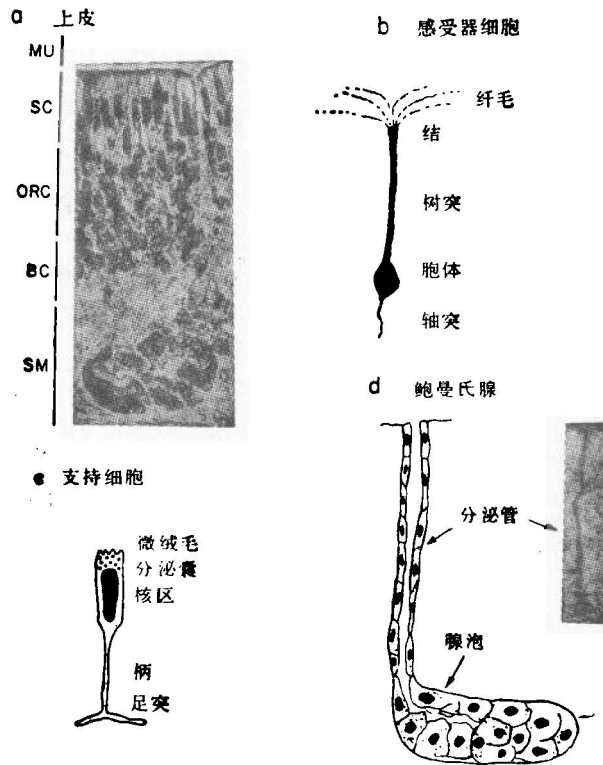 a 上皮
MU
SC
ORC
BC
SM
b 感受器细胞
纤毛
结
树突
胞体
轴突
d 鲍曼氏腺
分泌管
腺泡
e 支持细胞
微绒毛
分泌囊
核区
柄
足突